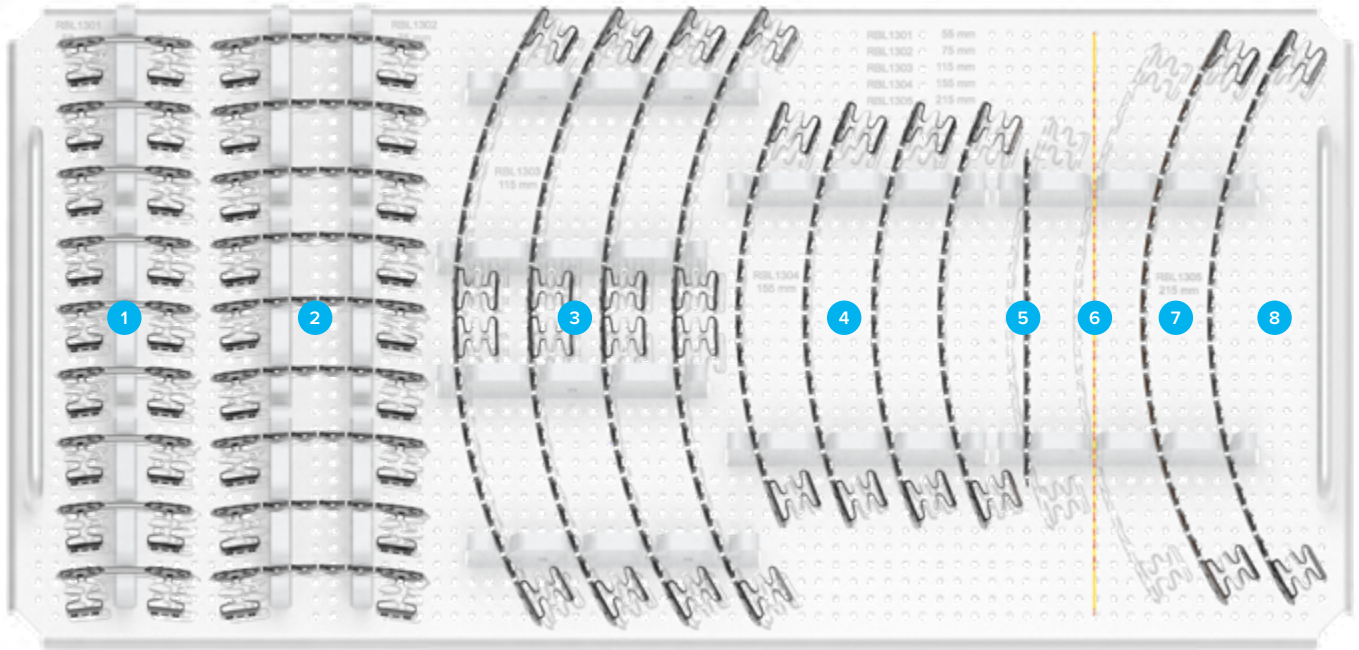 RBL1301
RBL1302
RBL1301 55 mm
RBL1302 75 mm
RBL1303 115 mm
RBL1304 155 mm
RBL1305 215 mm
RBL1303
115 mm
RBL1304
155 mm
RBL1305
215 mm
1
2
3
4
5
6
7
8